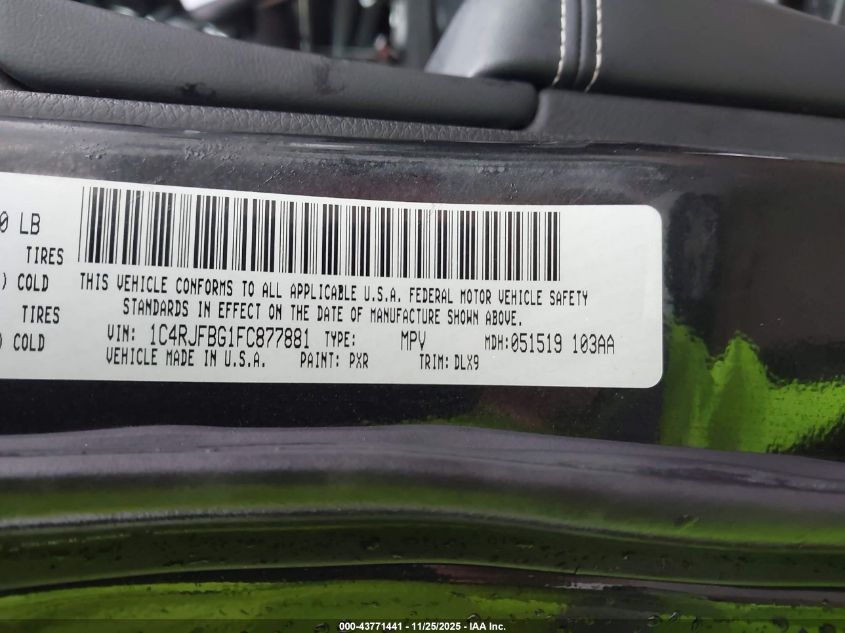 0 LB
TIRES
) COLD
TIRES
) COLD
THIS VEHICLE CONFORMS TO ALL APPLICABLE U.S.A. FEDERAL MOTOR VEHICLE SAFETY
STANDARDS IN EFFECT ON THE DATE OF MANUFACTURE SHOWN ABOVE.
VIN: 1C4RJFBG1FC877881 TYPE: MPV MDH:051519 103AA
VEHICLE MADE IN U.S.A. PAINT: PXR TRIM: DLX9
000-43771441 - 11/25/2025 - IAA Inc.